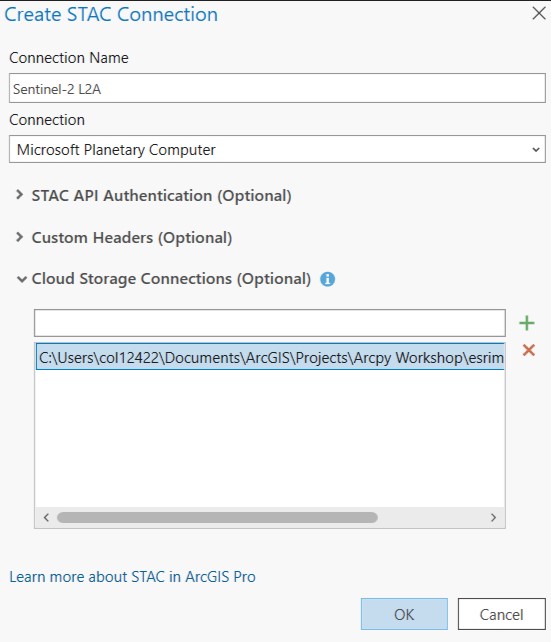 Create STAC Connection
Connection Name
Sentinel-2 L2A
Connection
Microsoft Planetary Computer
STAC API Authentication (Optional)
Custom Headers (Optional)
Cloud Storage Connections (Optional)
C:\Users\col12422\Documents\ArcGIS\Projects\Arcpy Workshop\esrim
Learn more about STAC in ArcGIS Pro
OK
Cancel